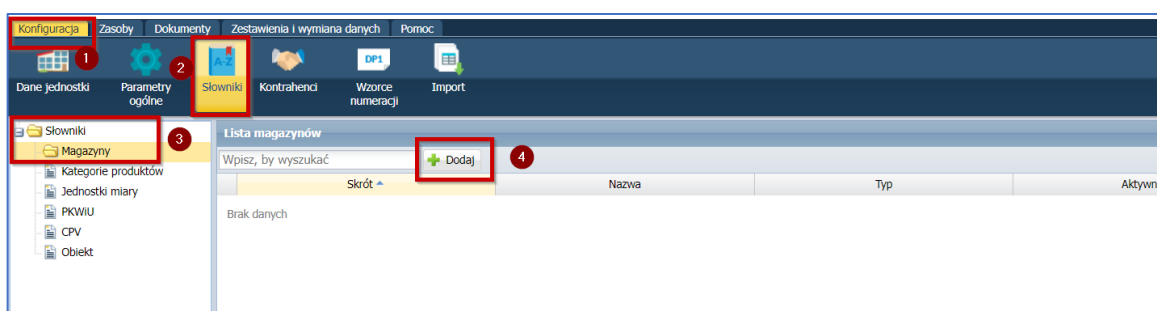 Konfiguracja Zasoby Dokumenty Zestawienia i wymiana danych Pomoc
1 2 A-Z DP1
Dane jednostki Parametry ogólne Słowniki Kontrahenci Wzorce numeracji Import
Słowniki 3
Magazyny
Kategorie produktów
Jednostki miary
PKWiU
CPV
Obiekt
Lista magazynów
Wpisz, by wyszukać Dodaj 4
Skrót Nazwa Typ Aktywn
Brak danych